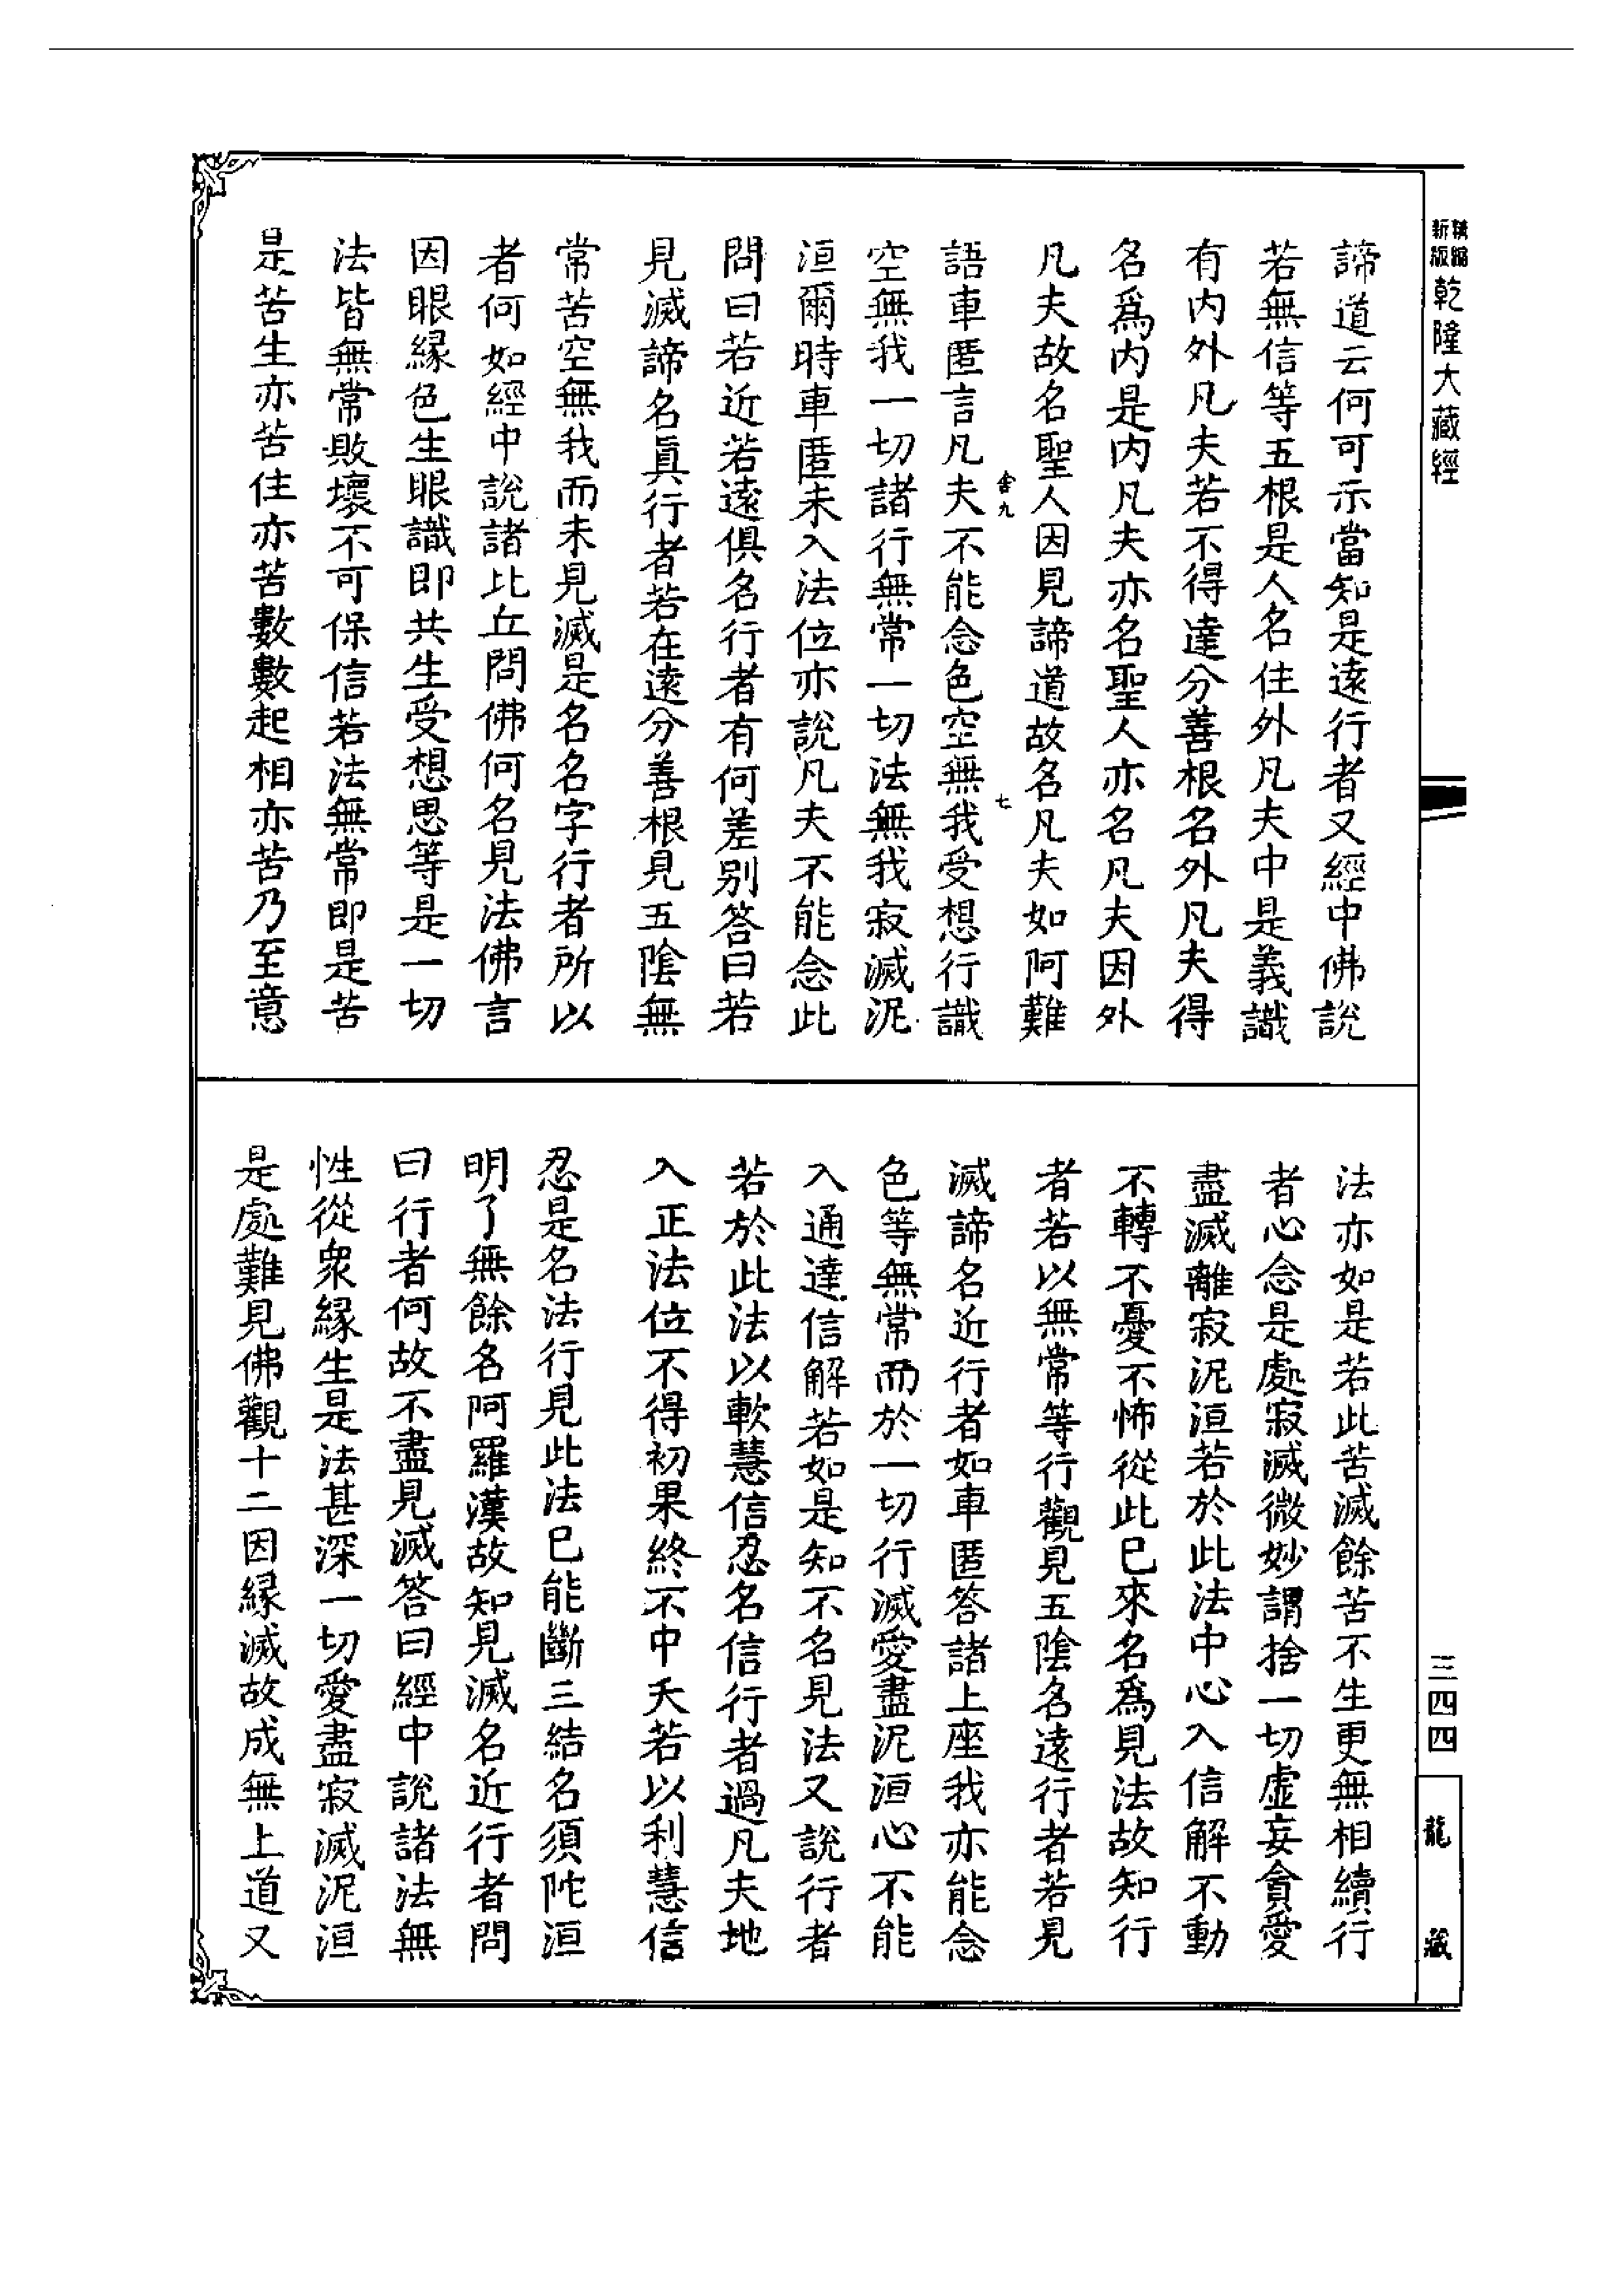 精編
新版
乾隆大藏經
諦道云何可示當知是遠行者又經中佛說
若無信等五根是人名住外凡夫中是義識
有內外凡夫若不得達分善根名外凡夫得
名爲內是內凡夫亦名聖人亦名凡夫因外
凡夫故名聖人因見諦道故名凡夫如阿難
舍九
七
語車匿言凡夫不能念色空無我受想行識
空無我一切諸行無常一切法無我寂滅泥
洹爾時車匿未入法位亦說凡夫不能念此
問曰若近若遠俱名行者有何差別答曰若
見滅諦名眞行者若在遠分善根見五陰無
常苦空無我而未見滅是名名字行者所以
者何如經中說諸比丘問佛何名見法佛言
因眼緣色生眼識即共生受想思等是一切
法皆無常敗壞不可保信若法無常即是苦
是苦生亦苦住亦苦數數起相亦苦乃至意
法亦如是若此苦滅餘苦不生更無相續行
者心念是處寂滅微妙謂捨一切虛妄貪愛
盡滅離寂泥洹若於此法中心入信解不動
不轉不憂不怖從此巳來名爲見法故知行
者若以無常等行觀見五陰名遠行者若見
滅諦名近行者如車匿答諸上座我亦能念
色等無常而於一切行滅愛盡泥洹心不能
入通達信解若如是知不名見法又說行者
若於此法以軟慧信忍名信行者過凡夫地
入正法位不得初果終不中夭若以利慧信
忍是名法行見此法巳能斷三結名須陀洹
明了無餘名阿羅漢故知見滅名近行者問
曰行者何故不盡見滅答曰經中說諸法無
性從衆緣生是法甚深一切愛盡寂滅泥洹
是處難見佛觀十二因緣滅故成無上道又
三四四
龍藏